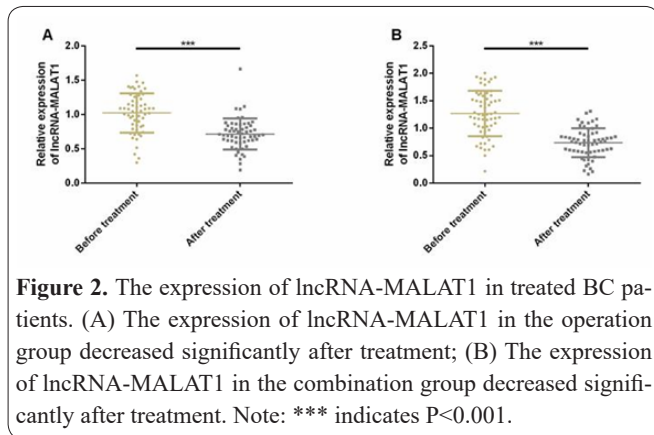 A
***
Relative expression
of lncRNA-MALAT1
2.0
1.5
1.0
0.5
0.0
Before treatment
After treatment
B
***
Relative expression
of lncRNA-MALAT1
2.5
2.0
1.5
1.0
0.5
0.0
Before treatment
After treatment
Figure 2. The expression of lncRNA-MALAT1 in treated BC pa-
tients. (A) The expression of lncRNA-MALAT1 in the operation
group decreased significantly after treatment; (B) The expression
of lncRNA-MALAT1 in the combination group decreased signifi-
cantly after treatment. Note: *** indicates P<0.001.